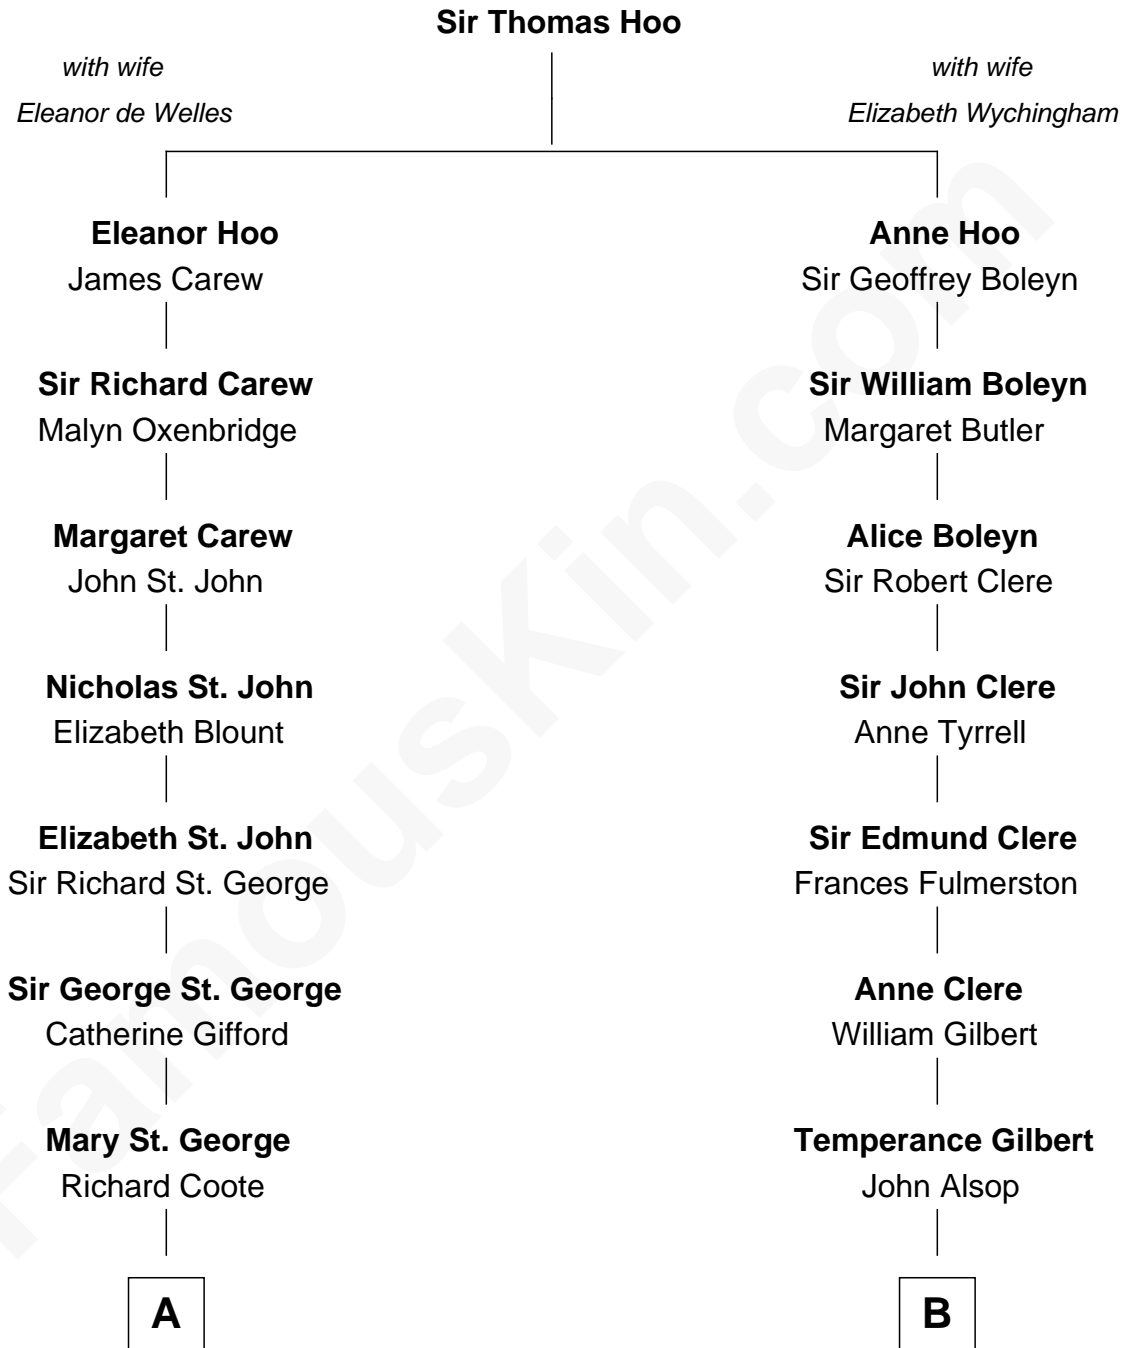 Sir Thomas Hoo
with wife
Eleanor de Welles
with wife
Elizabeth Wychingham
Eleanor Hoo
James Carew
Anne Hoo
Sir Geoffrey Boleyn
Sir Richard Carew
Malyn Oxenbridge
Sir William Boleyn
Margaret Butler
Margaret Carew
John St. John
Alice Boleyn
Sir Robert Clere
Nicholas St. John
Elizabeth Blount
Sir John Clere
Anne Tyrrell
Elizabeth St. John
Sir Richard St. George
Sir Edmund Clere
Frances Fulmerston
Sir George St. George
Catherine Gifford
Anne Clere
William Gilbert
Mary St. George
Richard Coote
Temperance Gilbert
John Alsop
A
B
FamousKin.com